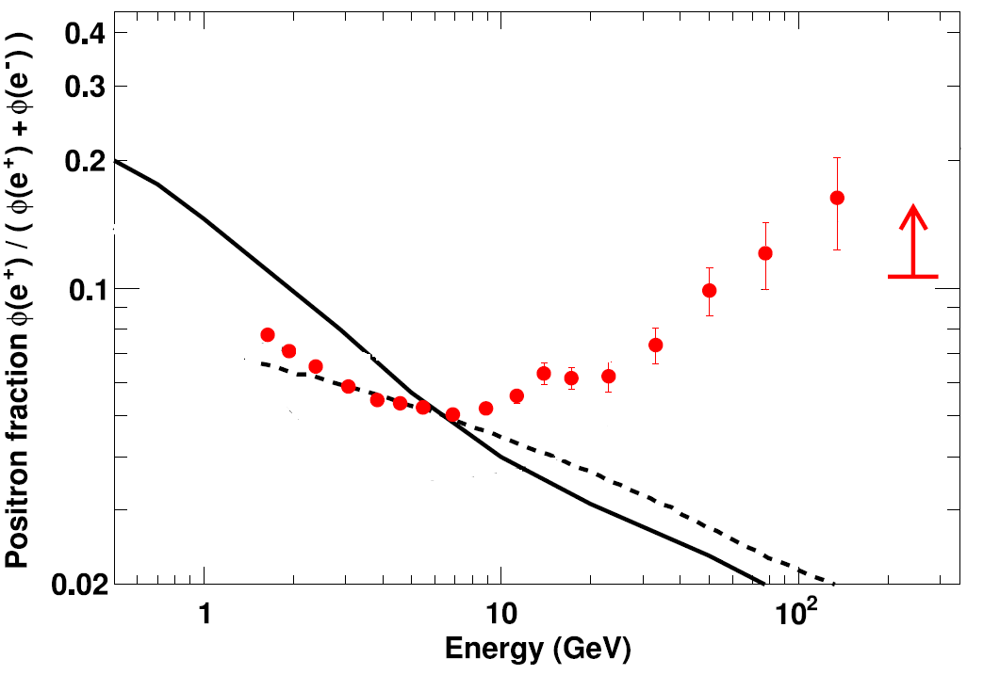 Positron fraction ϕ(e⁺) / ( ϕ(e⁺) + ϕ(e⁻) )
0.4
0.3
0.2
0.1
0.02
1 10 10²
Energy (GeV)